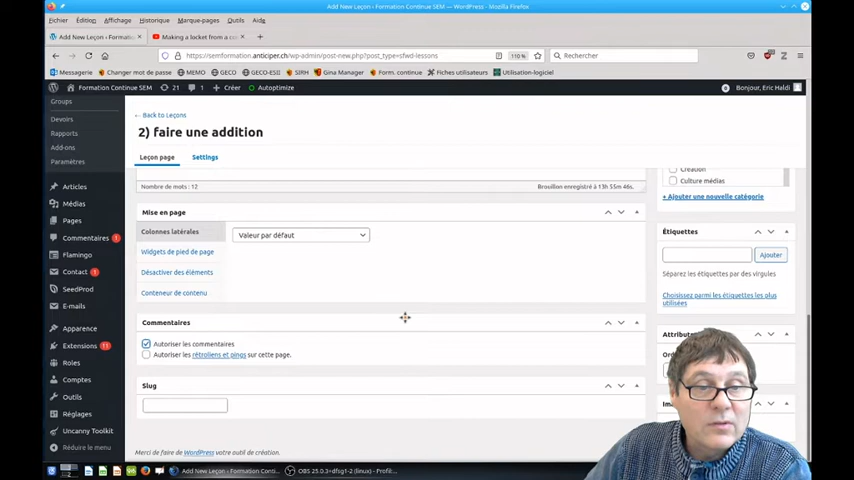 Add New Leçon ‹ Formation Continue SEM — WordPress - Mozilla Firefox
Fichier Édition Affichage Historique Marque-pages Outils Aide
Add New Leçon ‹ Formati
Making a locket from a c
https://semformation.anticiper.ch/wp-admin/post-new.php?post_type=sfwd-lessons
110 %
Rechercher
Messagerie Changer mot de passe MEMO GECO GECO-ESII SIRH Gina Manager Form. continue Fiches utilisateurs Utilisation-logiciel
Formation Continue SEM 21 1 Créer Autoptimize
Bonjour, Eric Haldi
Groups
Devoirs
Rapports
Add-ons
Paramètres
Articles
Médias
Pages
Commentaires 1
Flamingo
Contact 1
SeedProd
E-mails
Apparence
Extensions 11
Roles
Comptes
Outils
Réglages
Uncanny Toolkit
Réduire le menu
← Back to Leçons
2) faire une addition
Leçon page Settings
Nombre de mots : 12
Brouillon enregistré à 13h 55m 46s.
Mise en page
Colonnes latérales
Valeur par défaut
Widgets de pied de page
Désactiver des éléments
Conteneur de contenu
Commentaires
Autoriser les commentaires
Autoriser les rétroliens et pings sur cette page.
Slug
Merci de faire de WordPress votre outil de création.
Création
Culture médias
+ Ajouter une nouvelle catégorie
Étiquettes
Ajouter
Séparez les étiquettes par des virgules
Choisissez parmi les étiquettes les plus
utilisées
Add New Leçon ‹ Formation Conti...
OBS 25.0.3+dfsg1-2 (linux) - Profil:...